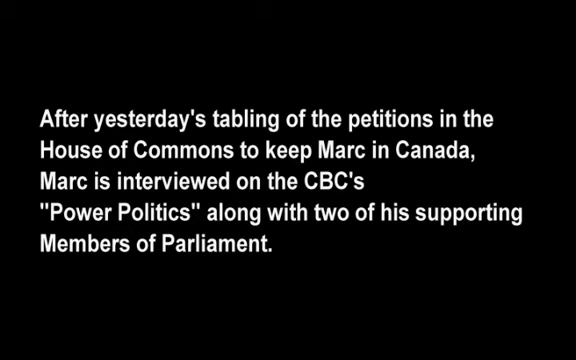 After yesterday's tabling of the petitions in the
House of Commons to keep Marc in Canada,
Marc is interviewed on the CBC's
"Power Politics" along with two of his supporting
Members of Parliament.